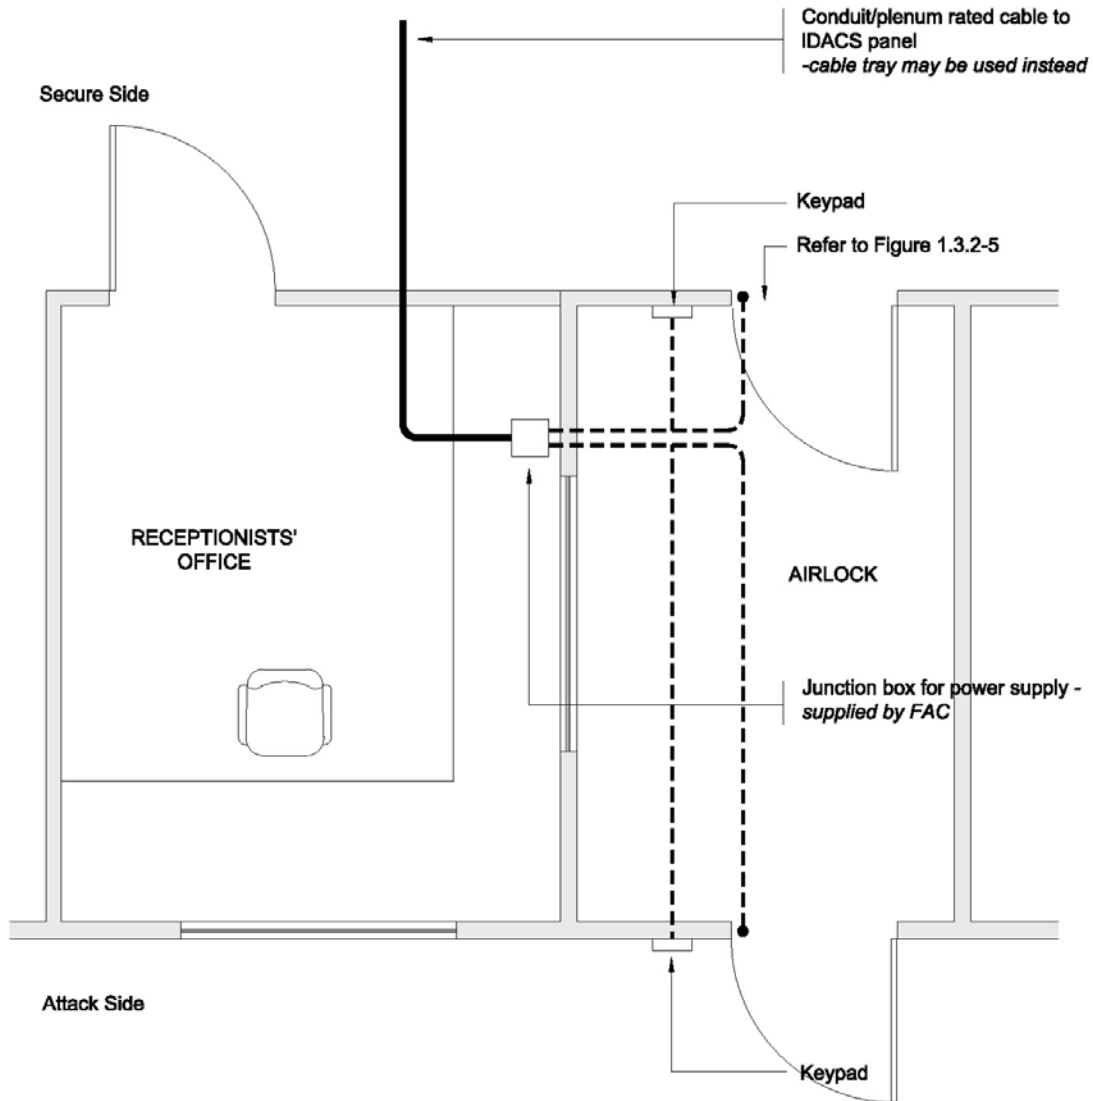 Conduit/plenum rated cable to
IDACS panel
-cable tray may be used instead
Secure Side
Keypad
Refer to Figure 1.3.2-5
RECEPTIONISTS'
OFFICE
AIRLOCK
Junction box for power supply -
supplied by FAC
Attack Side
Keypad